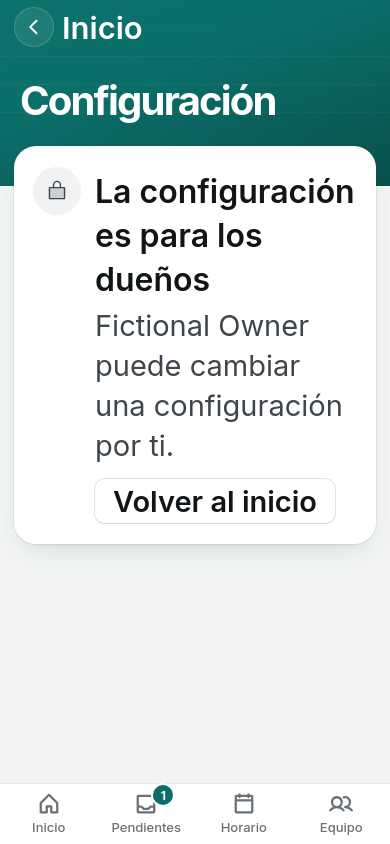 Inicio
Configuración
La configuración
es para los
dueños
Fictional Owner
puede cambiar
una configuración
por ti.
Volver al inicio
1
Inicio
Pendientes
Horario
Equipo